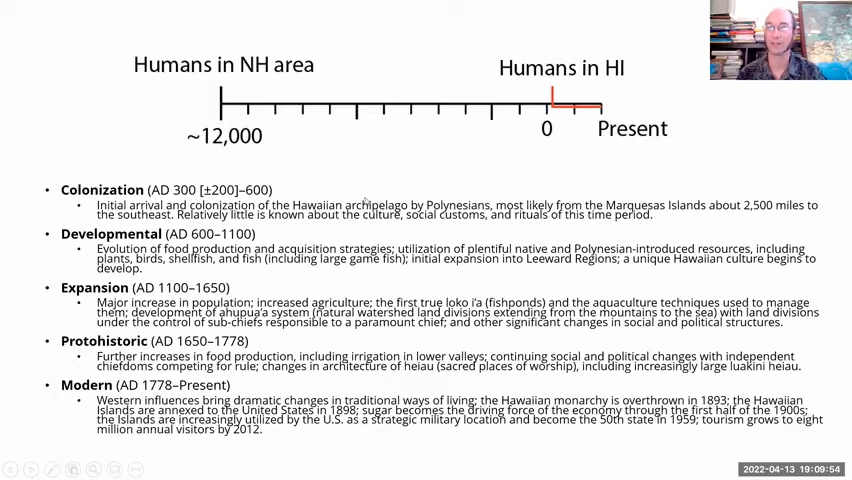 Humans in NH area
Humans in HI
~12,000
0
Present
• Colonization (AD 300 [±200]–600)
• Initial arrival and colonization of the Hawaiian archipelago by Polynesians, most likely from the Marquesas Islands about 2,500 miles to
the southeast. Relatively little is known about the culture, social customs, and rituals of this time period.
• Developmental (AD 600–1100)
• Evolution of food production and acquisition strategies; utilization of plentiful native and Polynesian-introduced resources, including
plants, birds, shellfish, and fish (including large game fish); initial expansion into Leeward Regions; a unique Hawaiian culture begins to
develop.
• Expansion (AD 1100–1650)
• Major increase in population; increased agriculture; the first true loko i'a (fishponds) and the aquaculture techniques used to manage
them; development of ahupua'a system (natural watershed land divisions extending from the mountains to the sea) with land divisions
under the control of sub-chiefs responsible to a paramount chief; and other significant changes in social and political structures.
• Protohistoric (AD 1650–1778)
• Further increases in food production, including irrigation in lower valleys; continuing social and political changes with independent
chiefdoms competing for rule; changes in architecture of heiau (sacred places of worship), including increasingly large luakini heiau.
• Modern (AD 1778–Present)
• Western influences bring dramatic changes in traditional ways of living; the Hawaiian monarchy is overthrown in 1893; the Hawaiian
Islands are annexed to the United States in 1898; sugar becomes the driving force of the economy through the first half of the 1900s;
the Islands are increasingly utilized by the U.S. as a strategic military location and become the 50th state in 1959; tourism grows to eight
million annual visitors by 2012.
2022-04-13 19:09:54